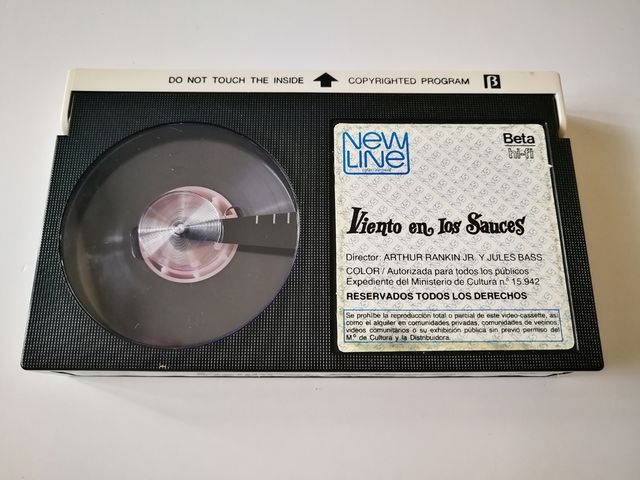 DO NOT TOUCH THE INSIDE COPYRIGHTED PROGRAM β
NEW
LINE
Beta
hi-fi
Viento en los Sauces
Director: ARTHUR RANKIN JR. Y JULES BASS.
COLOR / Autorizada para todos los públicos
Expediente del Ministerio de Cultura n.° 15.942
RESERVADOS TODOS LOS DERECHOS
Se prohíbe la reproducción total o parcial de este video-cassette, así
como el alquiler en comunidades privadas, comunidades de vecinos,
videos comunitarios o su exhibición pública sin previo permiso del
M.º de Cultura y la Distribuidora.